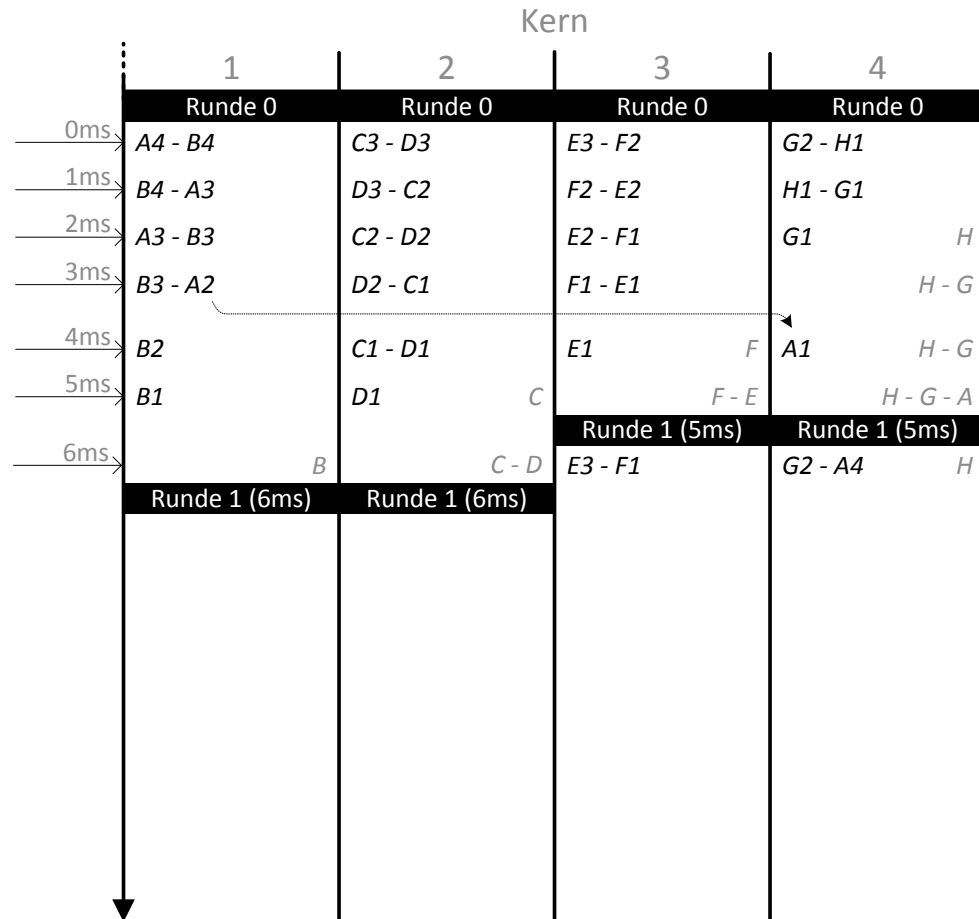 Kern
1 2 3 4
Runde 0 Runde 0 Runde 0 Runde 0
0ms A4 - B4 C3 - D3 E3 - F2 G2 - H1
1ms B4 - A3 D3 - C2 F2 - E2 H1 - G1
2ms A3 - B3 C2 - D2 E2 - F1 G1 H
3ms B3 - A2 D2 - C1 F1 - E1 H - G
4ms B2 C1 - D1 E1 F A1 H - G
5ms B1 D1 C F - E H - G - A
Runde 1 (5ms) Runde 1 (5ms)
6ms B C - D E3 - F1 G2 - A4 H
Runde 1 (6ms) Runde 1 (6ms)